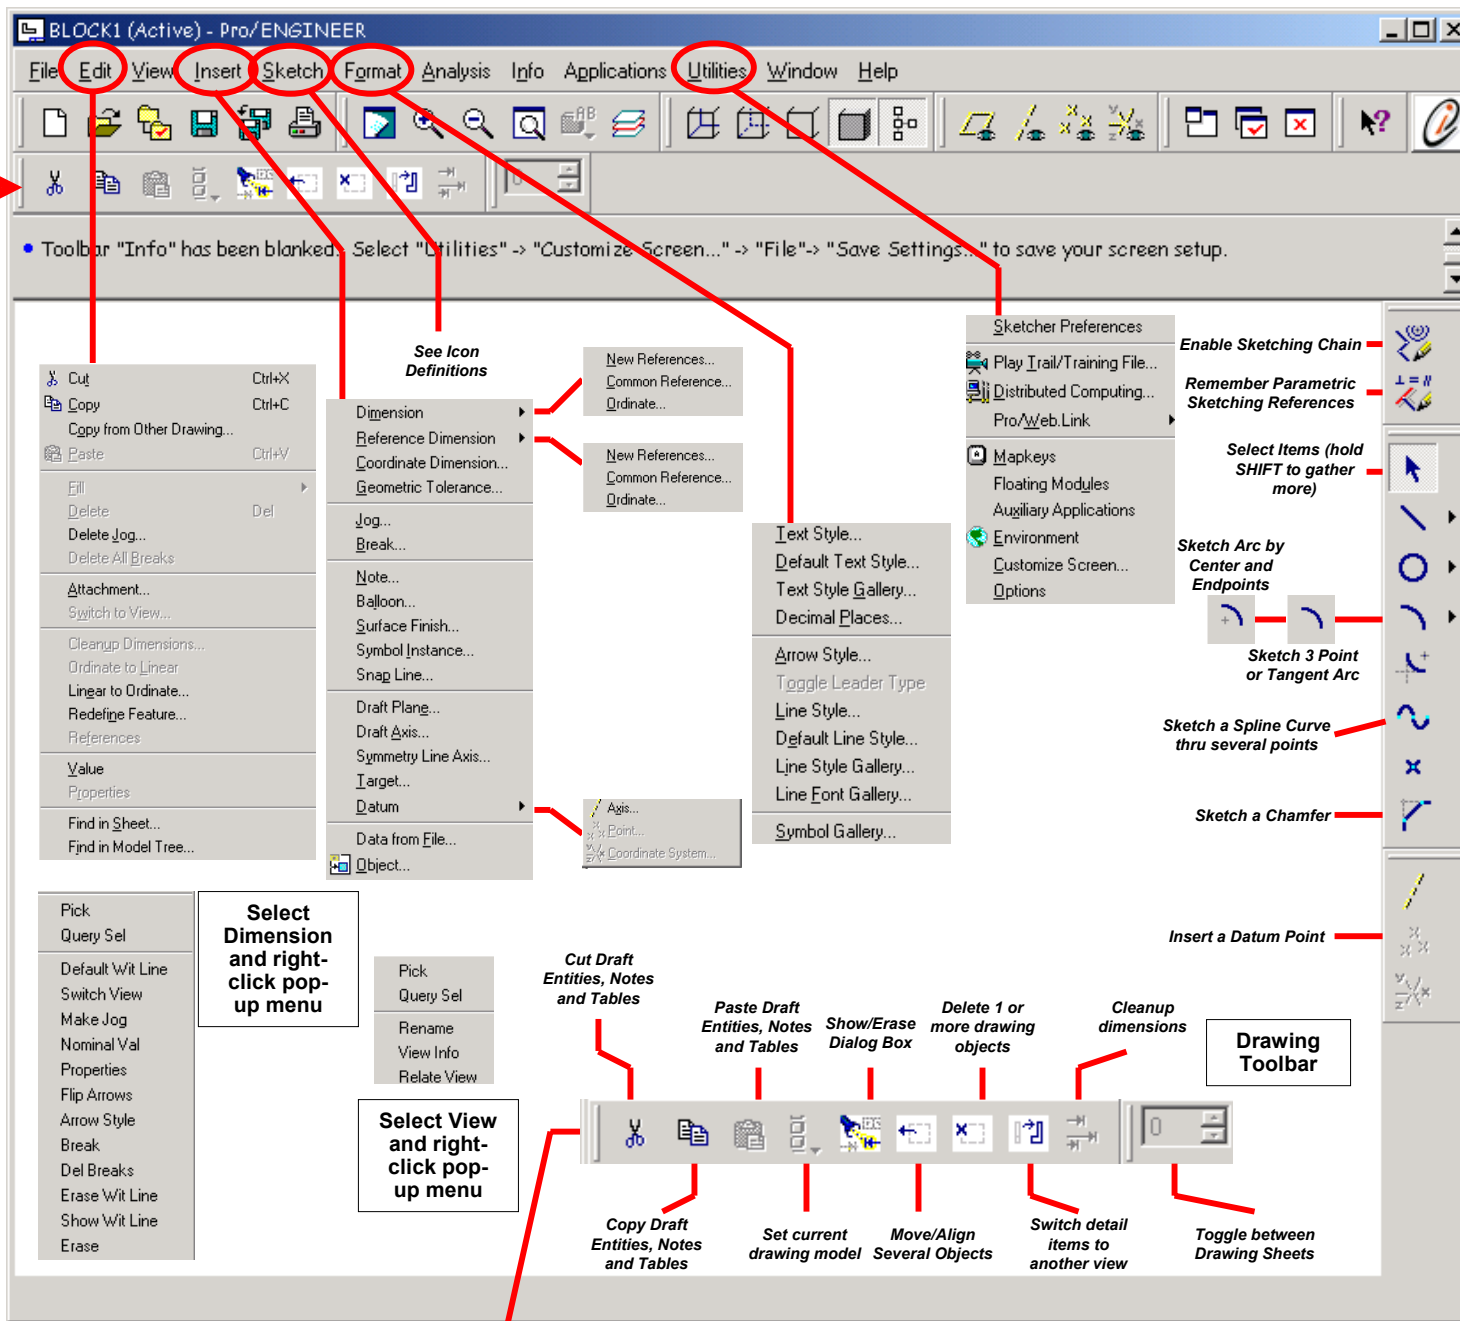 BLOCK1 (Active) - Pro/ENGINEER
File Edit View Insert Sketch Format Analysis Info Applications Utilities Window Help
AB
0
Toolbar "Info" has been blanked. Select "Utilities" -> "Customize Screen..." -> "File"-> "Save Settings..." to save your screen setup.
See Icon
Definitions
Cut Ctrl+X
Copy Ctrl+C
Copy from Other Drawing...
Paste Ctrl+V
Fill
Delete Del
Delete Jog...
Delete All Breaks
Attachment...
Switch to View...
Cleanup Dimensions...
Ordinate to Linear
Linear to Ordinate...
Redefine Feature...
References
Value
Properties
Find in Sheet...
Find in Model Tree...
Dimension
Reference Dimension
Coordinate Dimension...
Geometric Tolerance...
Jog...
Break...
Note...
Balloon...
Surface Finish...
Symbol Instance...
Snap Line...
Draft Plane...
Draft Axis...
Symmetry Line Axis...
Target...
Datum
Data from File...
Object...
New References...
Common Reference...
Ordinate...
New References...
Common Reference...
Ordinate...
Axis...
Point...
Coordinate System...
Text Style...
Default Text Style...
Text Style Gallery...
Decimal Places...
Arrow Style...
Toggle Leader Type
Line Style...
Default Line Style...
Line Style Gallery...
Line Font Gallery...
Symbol Gallery...
Sketcher Preferences
Play Trail/Training File...
Distributed Computing...
Pro/Web.Link
Mapkeys
Floating Modules
Auxiliary Applications
Environment
Customize Screen...
Options
Enable Sketching Chain
Remember Parametric
Sketching References
Select Items (hold
SHIFT to gather
more)
Sketch Arc by
Center and
Endpoints
Sketch 3 Point
or Tangent Arc
Sketch a Spline Curve
thru several points
Sketch a Chamfer
Insert a Datum Point
Pick
Query Sel
Default Wit Line
Switch View
Make Jog
Nominal Val
Properties
Flip Arrows
Arrow Style
Break
Del Breaks
Erase Wit Line
Show Wit Line
Erase
Select
Dimension
and right-
click pop-
up menu
Pick
Query Sel
Rename
View Info
Relate View
Select View
and right-
click pop-
up menu
Cut Draft
Entities, Notes
and Tables
Paste Draft
Entities, Notes
and Tables
Show/Erase
Dialog Box
Delete 1 or
more drawing
objects
Cleanup
dimensions
Drawing
Toolbar
0
Copy Draft
Entities, Notes
and Tables
Set current
drawing model
Move/Align
Several Objects
Switch detail
items to
another view
Toggle between
Drawing Sheets